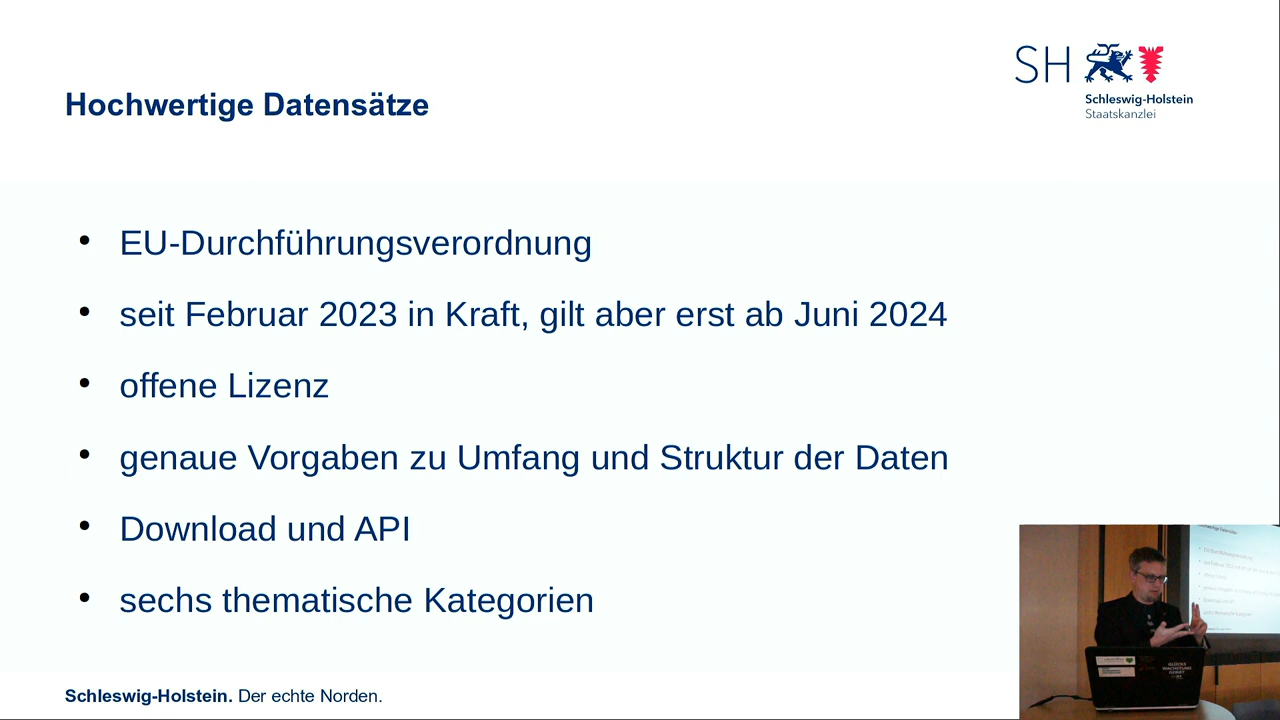 SH
Schleswig-Holstein
Staatskanzlei
Hochwertige Datensätze
• EU-Durchführungsverordnung
• seit Februar 2023 in Kraft, gilt aber erst ab Juni 2024
• offene Lizenz
• genaue Vorgaben zu Umfang und Struktur der Daten
• Download und API
• sechs thematische Kategorien
Schleswig-Holstein. Der echte Norden.